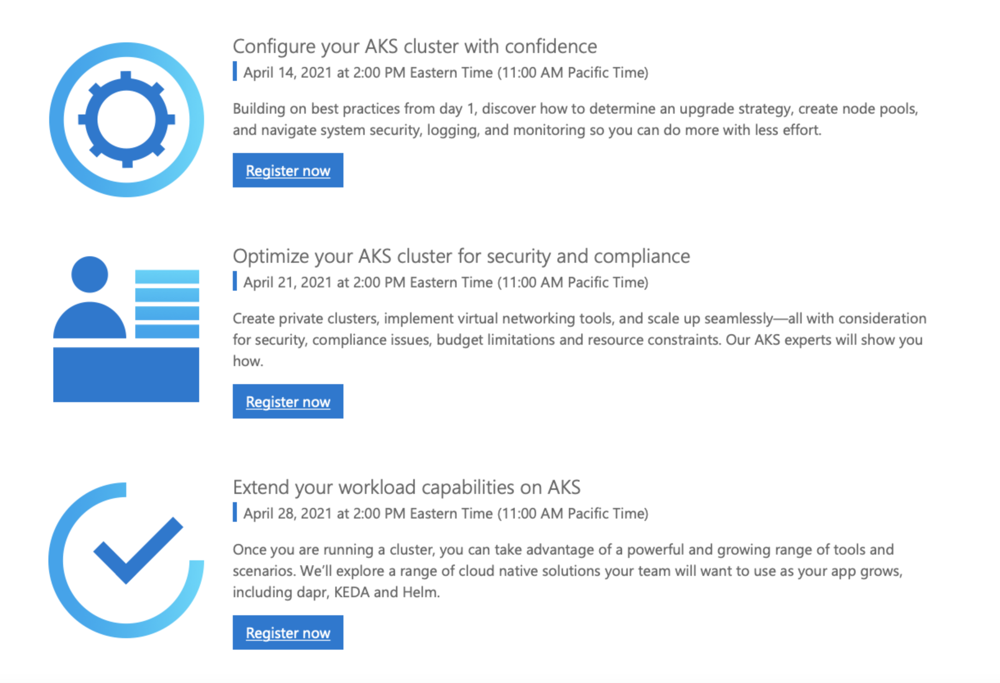 Configure your AKS cluster with confidence
April 14, 2021 at 2:00 PM Eastern Time (11:00 AM Pacific Time)
Building on best practices from day 1, discover how to determine an upgrade strategy, create node pools,
and navigate system security, logging, and monitoring so you can do more with less effort.
Register now
Optimize your AKS cluster for security and compliance
April 21, 2021 at 2:00 PM Eastern Time (11:00 AM Pacific Time)
Create private clusters, implement virtual networking tools, and scale up seamlessly—all with consideration
for security, compliance issues, budget limitations and resource constraints. Our AKS experts will show you
how.
Register now
Extend your workload capabilities on AKS
April 28, 2021 at 2:00 PM Eastern Time (11:00 AM Pacific Time)
Once you are running a cluster, you can take advantage of a powerful and growing range of tools and
scenarios. We’ll explore a range of cloud native solutions your team will want to use as your app grows,
including dapr, KEDA and Helm.
Register now